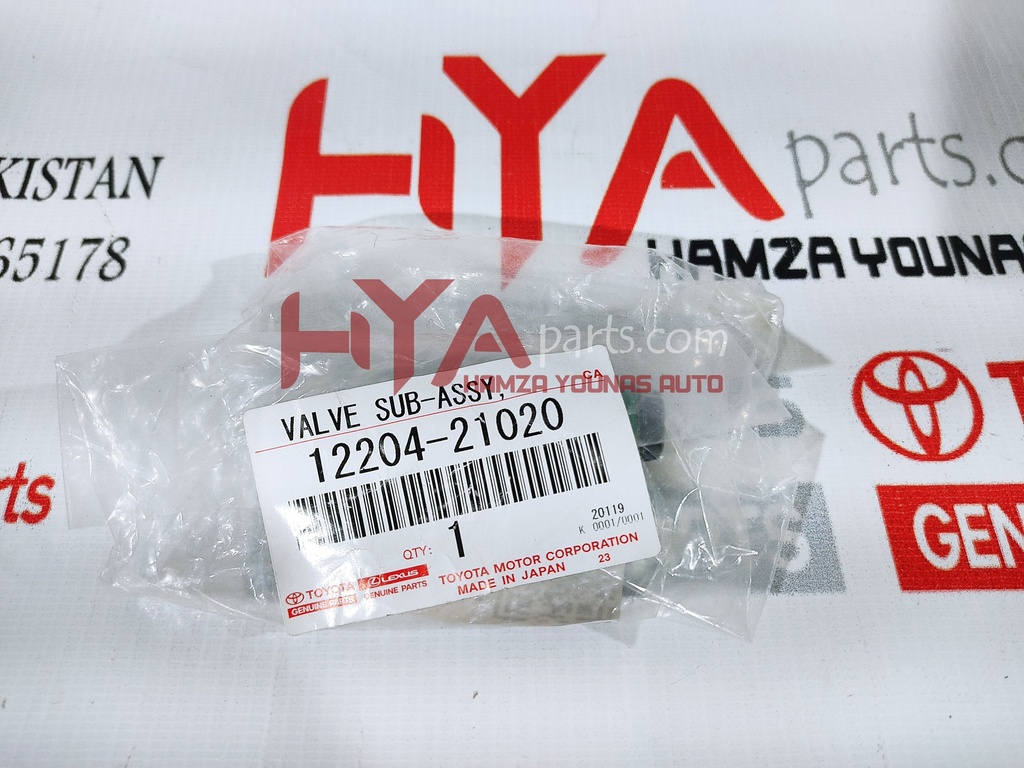 HYA parts.c
KISTAN
65178
HAMZA YOUNAS
HYA parts.com
HAMZA YOUNAS AUTO
CA
VALVE SUB-ASSY,
12204-21020
20119
K 0001/0001
QTY: 1
TOYOTA
GENUINE PARTS
LEXUS
GENUINE PARTS
TOYOTA MOTOR CORPORATION
MADE IN JAPAN 23
rts
T
GEN